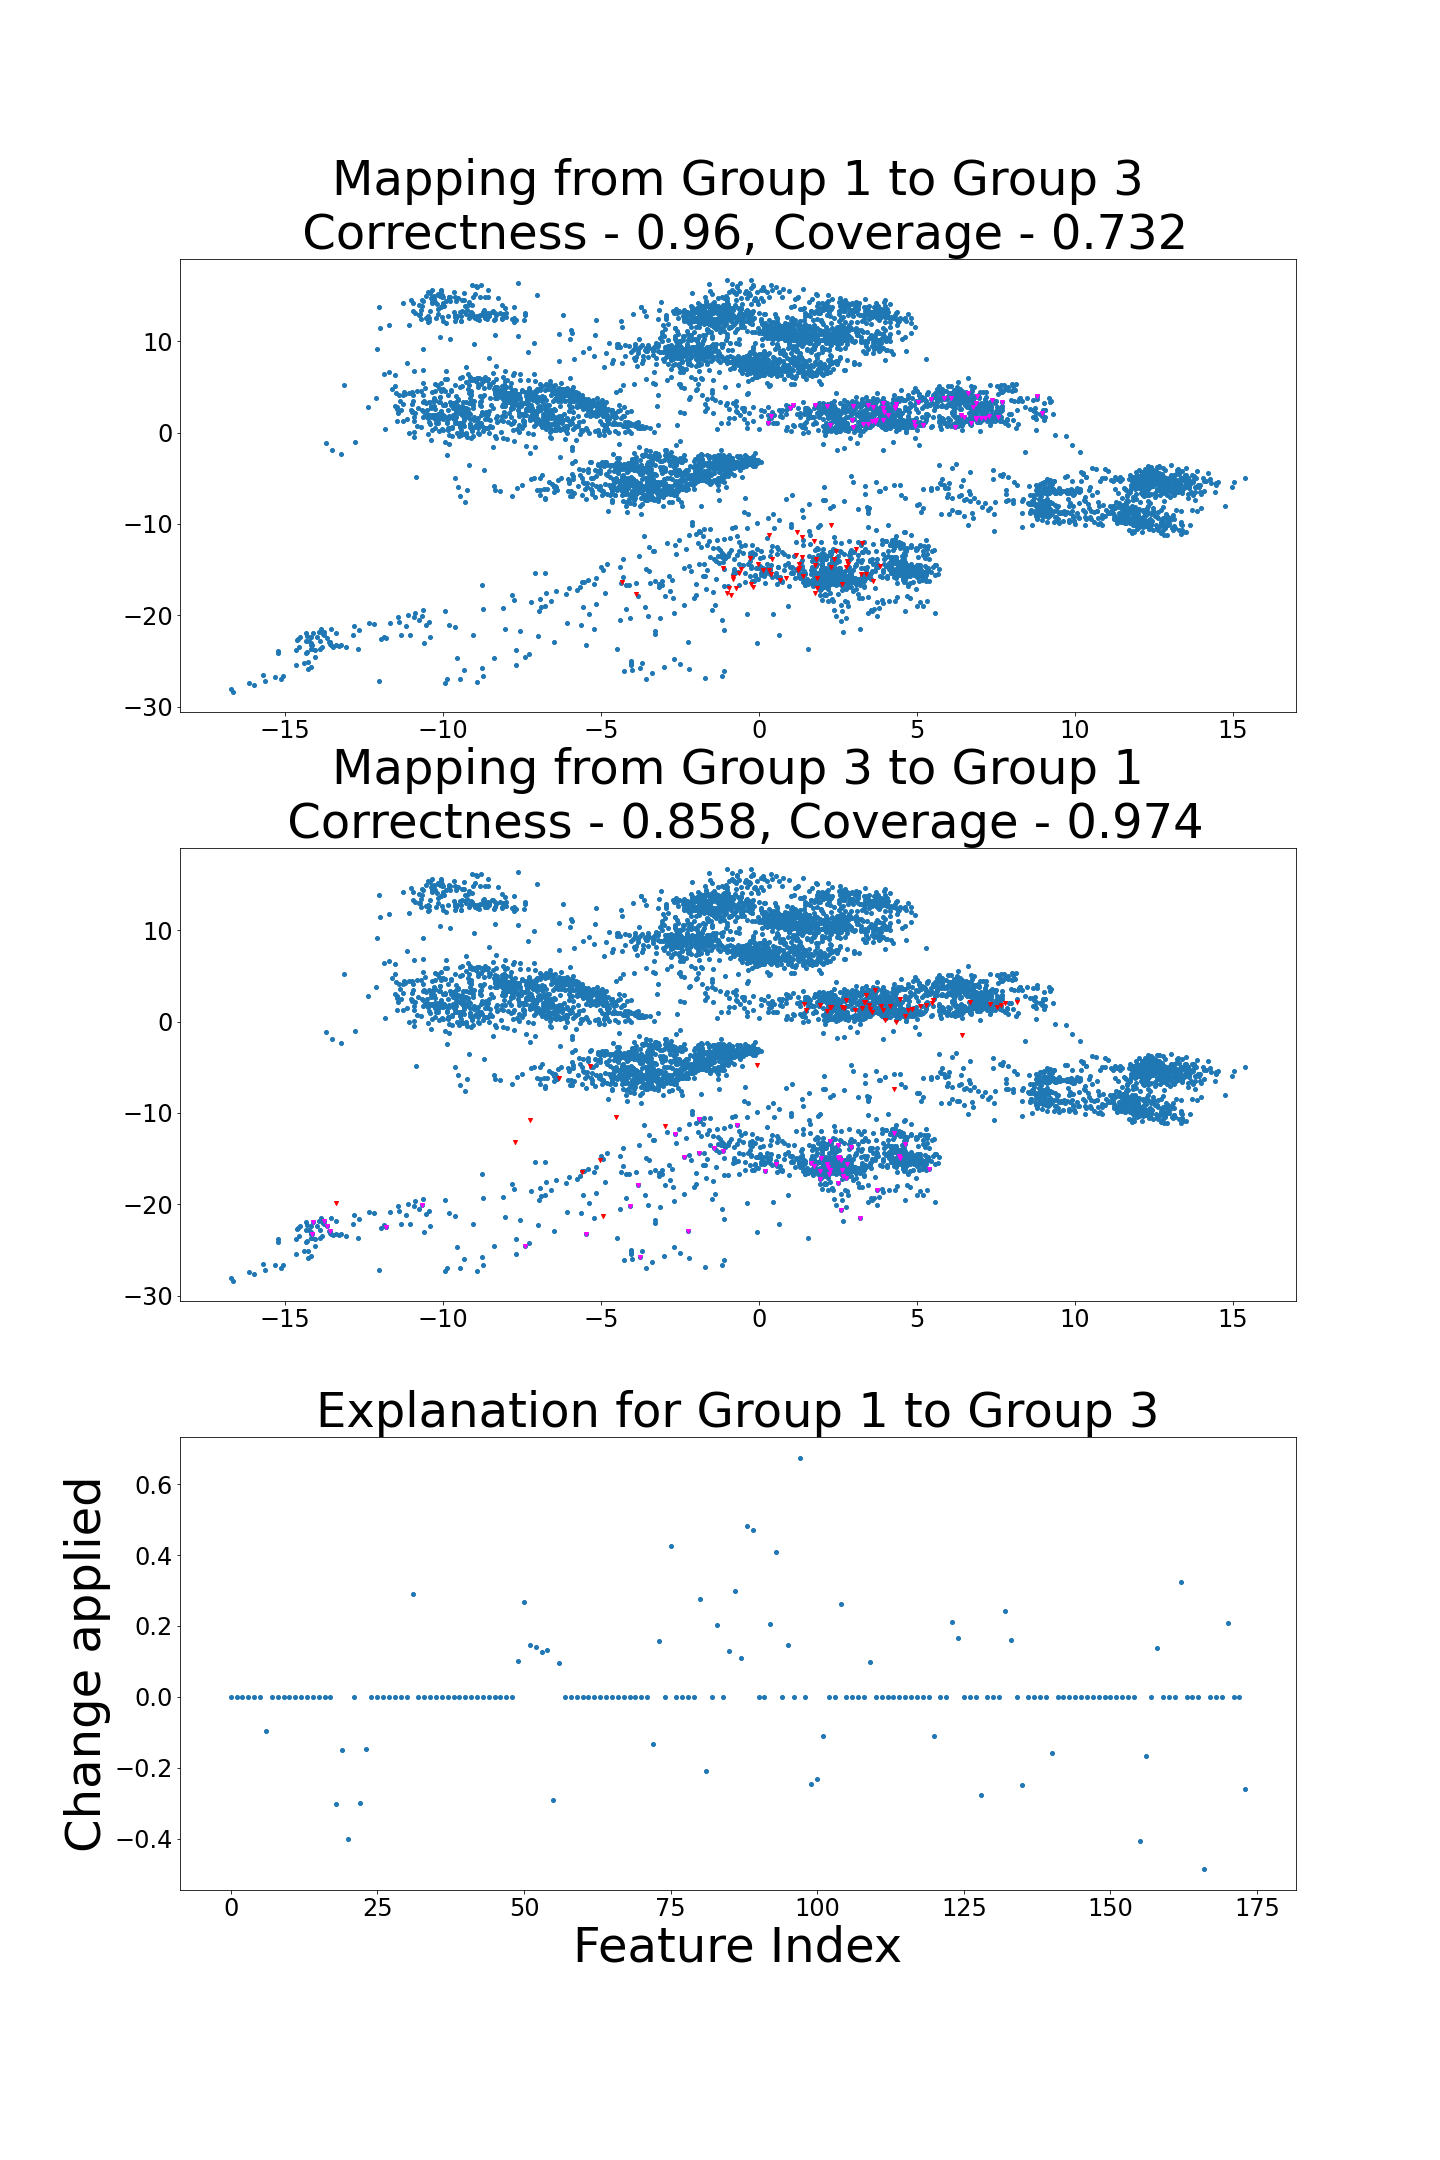 Mapping from Group 1 to Group 3
Correctness - 0.96, Coverage - 0.732
10
0
−10
−20
−30
−15 −10 −5 0 5 10 15
Mapping from Group 3 to Group 1
Correctness - 0.858, Coverage - 0.974
10
0
−10
−20
−30
−15 −10 −5 0 5 10 15
Explanation for Group 1 to Group 3
Change applied
0.6
0.4
0.2
0.0
−0.2
−0.4
0 25 50 75 100 125 150 175
Feature Index